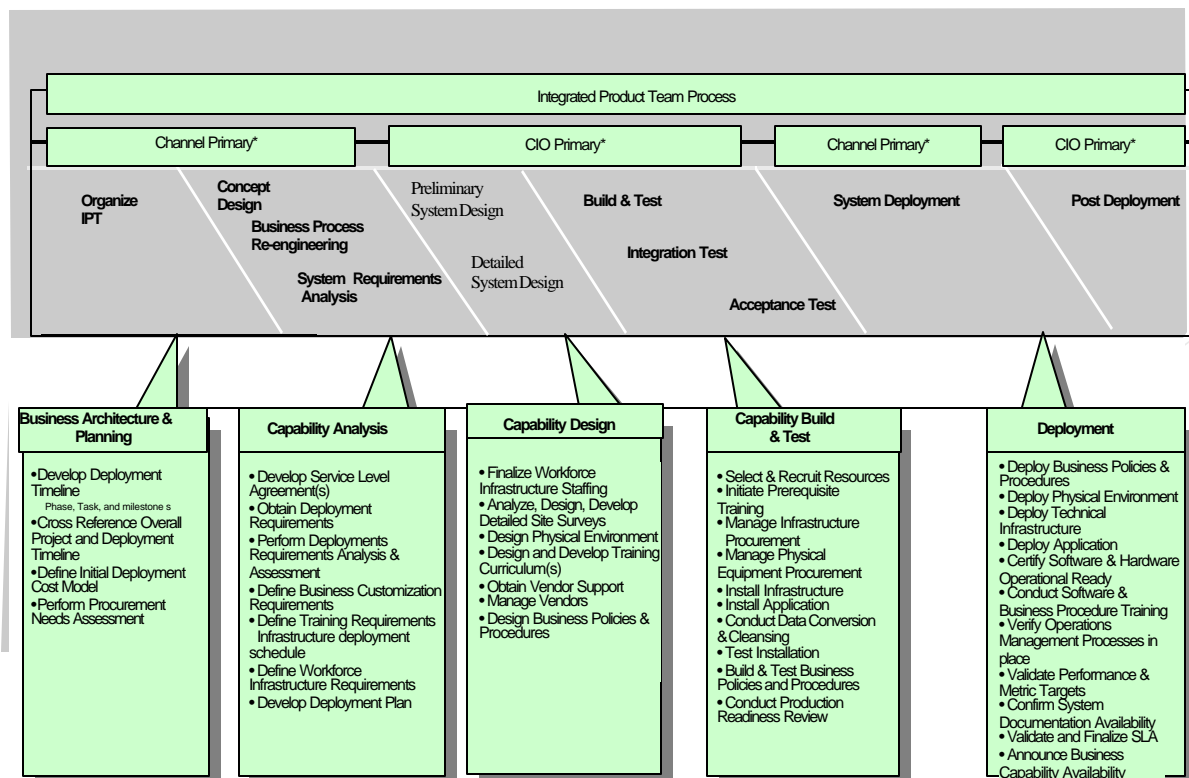 Integrated Product Team Process
Channel Primary*
CIO Primary*
Channel Primary*
CIO Primary*
Organize
IPT
Concept
Design
Business Process
Re-engineering
System Requirements
Analysis
Preliminary
System Design
Detailed
System Design
Build & Test
Integration Test
Acceptance Test
System Deployment
Post Deployment
Business Architecture &
Planning
•Develop Deployment
Timeline
Phase, Task, and milestone s
•Cross Reference Overall
Project and Deployment
Timeline
•Define Initial Deployment
Cost Model
•Perform Procurement
Needs Assessment
Capability Analysis
• Develop Service Level
Agreement(s)
• Obtain Deployment
Requirements
• Perform Deployments
Requirements Analysis &
Assessment
• Define Business Customization
Requirements
• Define Training Requirements
Infrastructure deployment
schedule
• Define Workforce
Infrastructure Requirements
• Develop Deployment Plan
Capability Design
• Finalize Workforce
Infrastructure Staffing
• Analyze, Design, Develop
Detailed Site Surveys
• Design Physical Environment
• Design and Develop Training
Curriculum(s)
• Obtain Vendor Support
• Manage Vendors
• Design Business Policies &
Procedures
Capability Build
& Test
• Select & Recruit Resources
• Initiate Prerequisite
Training
• Manage Infrastructure
Procurement
• Manage Physical
Equipment Procurement
• Install Infrastructure
• Install Application
• Conduct Data Conversion
& Cleansing
• Test Installation
• Build & Test Business
Policies and Procedures
• Conduct Production
Readiness Review
Deployment
• Deploy Business Policies &
Procedures
• Deploy Physical Environment
• Deploy Technical
Infrastructure
• Deploy Application
• Certify Software & Hardware
Operational Ready
• Conduct Software &
Business Procedure Training
• Verify Operations
Management Processes in
place
• Validate Performance &
Metric Targets
• Confirm System
Documentation Availability
• Validate and Finalize SLA
• Announce Business
Capability Availability